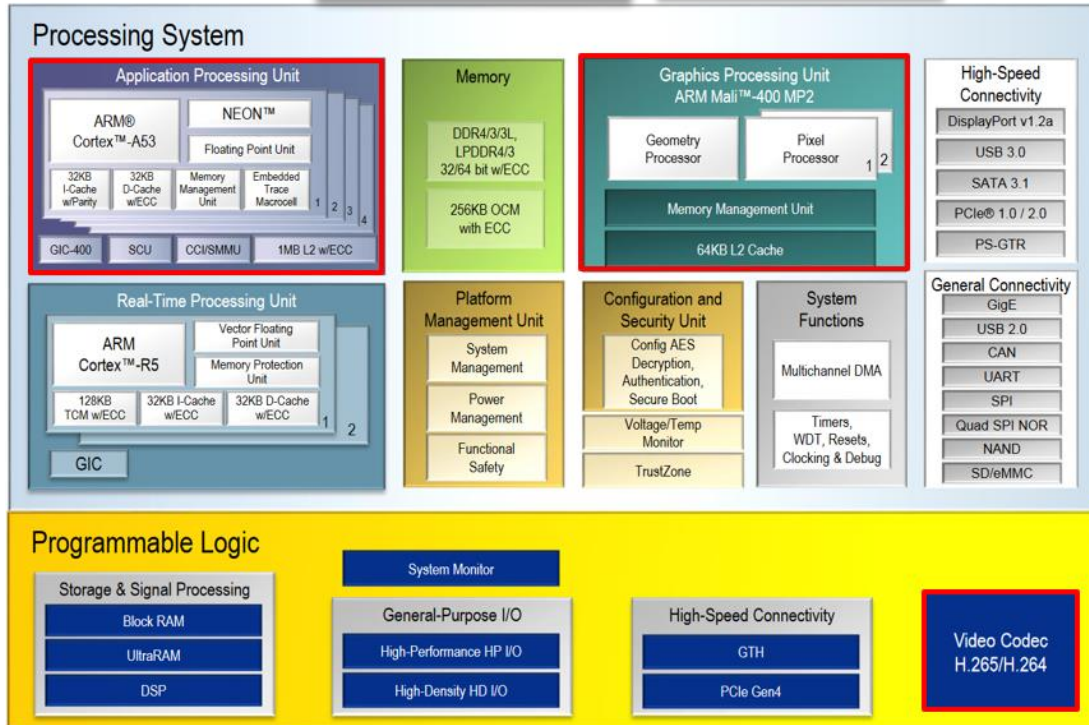 Processing System
Application Processing Unit
ARM®
Cortex™-A53
NEON™
Floating Point Unit
32KB
I-Cache
w/Parity
32KB
D-Cache
w/ECC
Memory
Management
Unit
Embedded
Trace
Macrocell
1
2
3
4
GIC-400
SCU
CCI/SMMU
1MB L2 w/ECC
Memory
DDR4/3/3L,
LPDDR4/3
32/64 bit w/ECC
256KB OCM
with ECC
Graphics Processing Unit
ARM Mali™-400 MP2
Geometry
Processor
Pixel
Processor
1
2
Memory Management Unit
64KB L2 Cache
High-Speed
Connectivity
DisplayPort v1.2a
USB 3.0
SATA 3.1
PCIe® 1.0 / 2.0
PS-GTR
Real-Time Processing Unit
ARM
Cortex™-R5
Vector Floating
Point Unit
Memory Protection
Unit
128KB
TCM w/ECC
32KB I-Cache
w/ECC
32KB D-Cache
w/ECC
1
2
GIC
Platform
Management Unit
System
Management
Power
Management
Functional
Safety
Configuration and
Security Unit
Config AES
Decryption,
Authentication,
Secure Boot
Voltage/Temp
Monitor
TrustZone
System
Functions
Multichannel DMA
Timers,
WDT, Resets,
Clocking & Debug
General Connectivity
GigE
USB 2.0
CAN
UART
SPI
Quad SPI NOR
NAND
SD/eMMC
Programmable Logic
Storage & Signal Processing
Block RAM
UltraRAM
DSP
System Monitor
General-Purpose I/O
High-Performance HP I/O
High-Density HD I/O
High-Speed Connectivity
GTH
PCIe Gen4
Video Codec
H.265/H.264